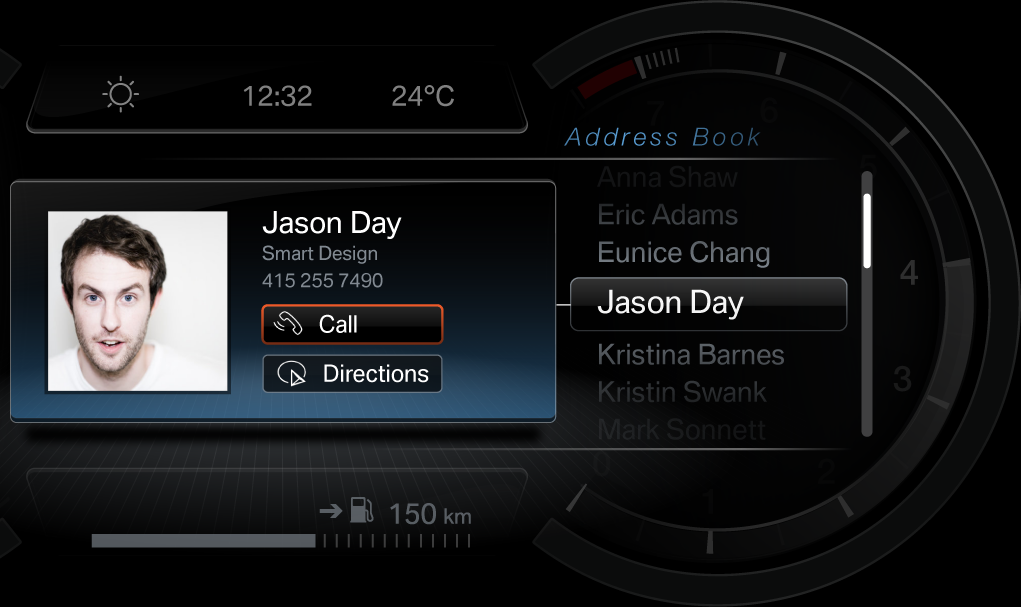 12:32 24°C
Address Book
Jason Day
Smart Design
415 255 7490
Call
Directions
Anna Shaw
Eric Adams
Eunice Chang
Jason Day
Kristina Barnes
Kristin Swank
Mark Sonnett
7
6
5
4
3
2
1
0
150 km